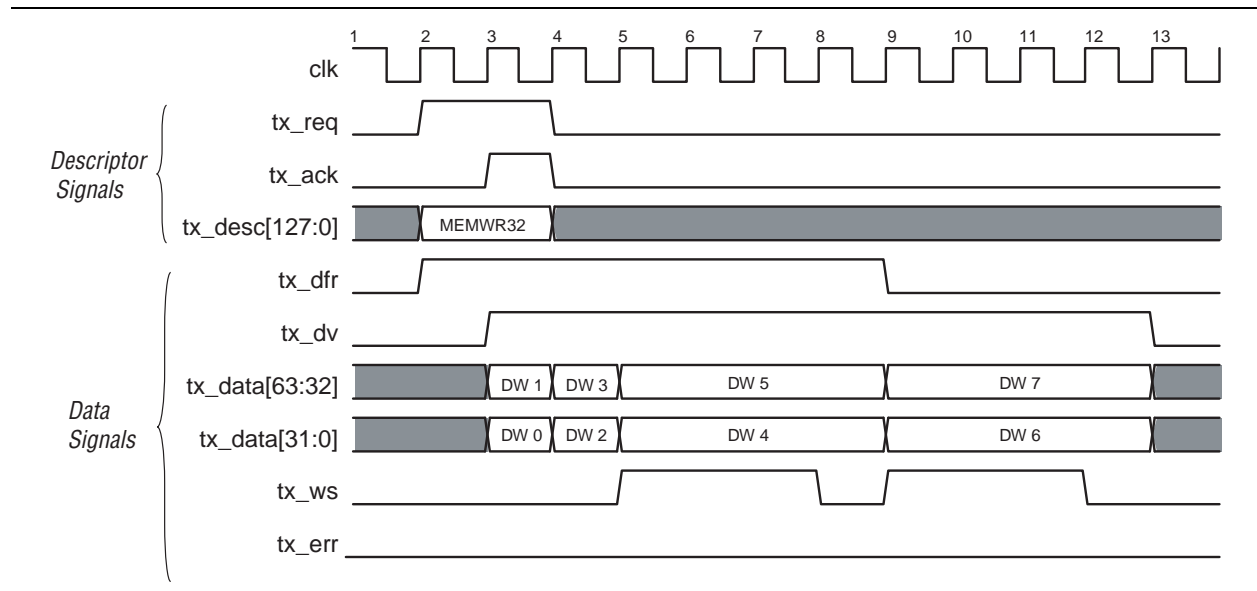 1 2 3 4 5 6 7 8 9 10 11 12 13
clk
tx_req
Descriptor
Signals
tx_ack
tx_desc[127:0] MEMWR32
tx_dfr
tx_dv
tx_data[63:32] DW 1 DW 3 DW 5 DW 7
Data
Signals
tx_data[31:0] DW 0 DW 2 DW 4 DW 6
tx_ws
tx_err